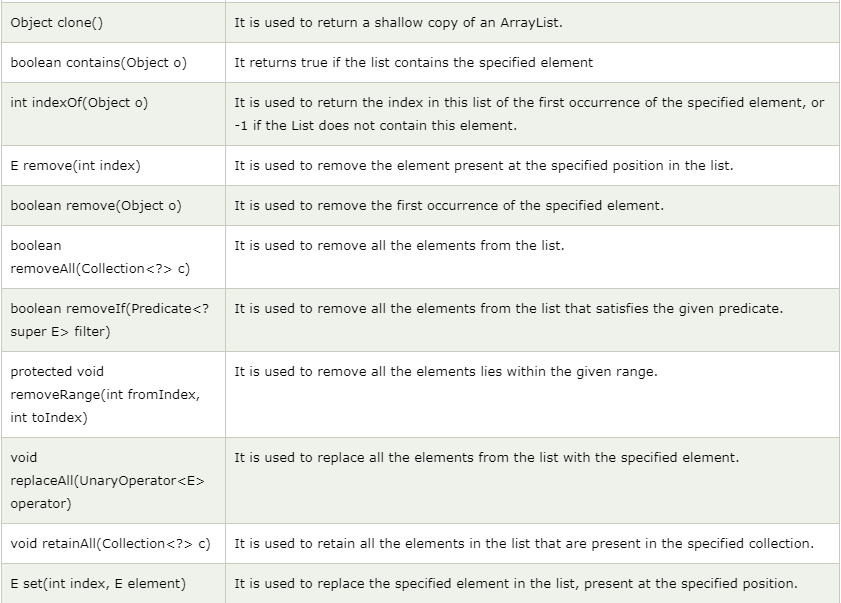 Object clone()
It is used to return a shallow copy of an ArrayList.
boolean contains(Object o)
It returns true if the list contains the specified element
int indexOf(Object o)
It is used to return the index in this list of the first occurrence of the specified element, or
-1 if the List does not contain this element.
E remove(int index)
It is used to remove the element present at the specified position in the list.
boolean remove(Object o)
It is used to remove the first occurrence of the specified element.
boolean
removeAll(Collection<?> c)
It is used to remove all the elements from the list.
boolean removeIf(Predicate<?
super E> filter)
It is used to remove all the elements from the list that satisfies the given predicate.
protected void
removeRange(int fromIndex,
int toIndex)
It is used to remove all the elements lies within the given range.
void
replaceAll(UnaryOperator<E>
operator)
It is used to replace all the elements from the list with the specified element.
void retainAll(Collection<?> c)
It is used to retain all the elements in the list that are present in the specified collection.
E set(int index, E element)
It is used to replace the specified element in the list, present at the specified position.